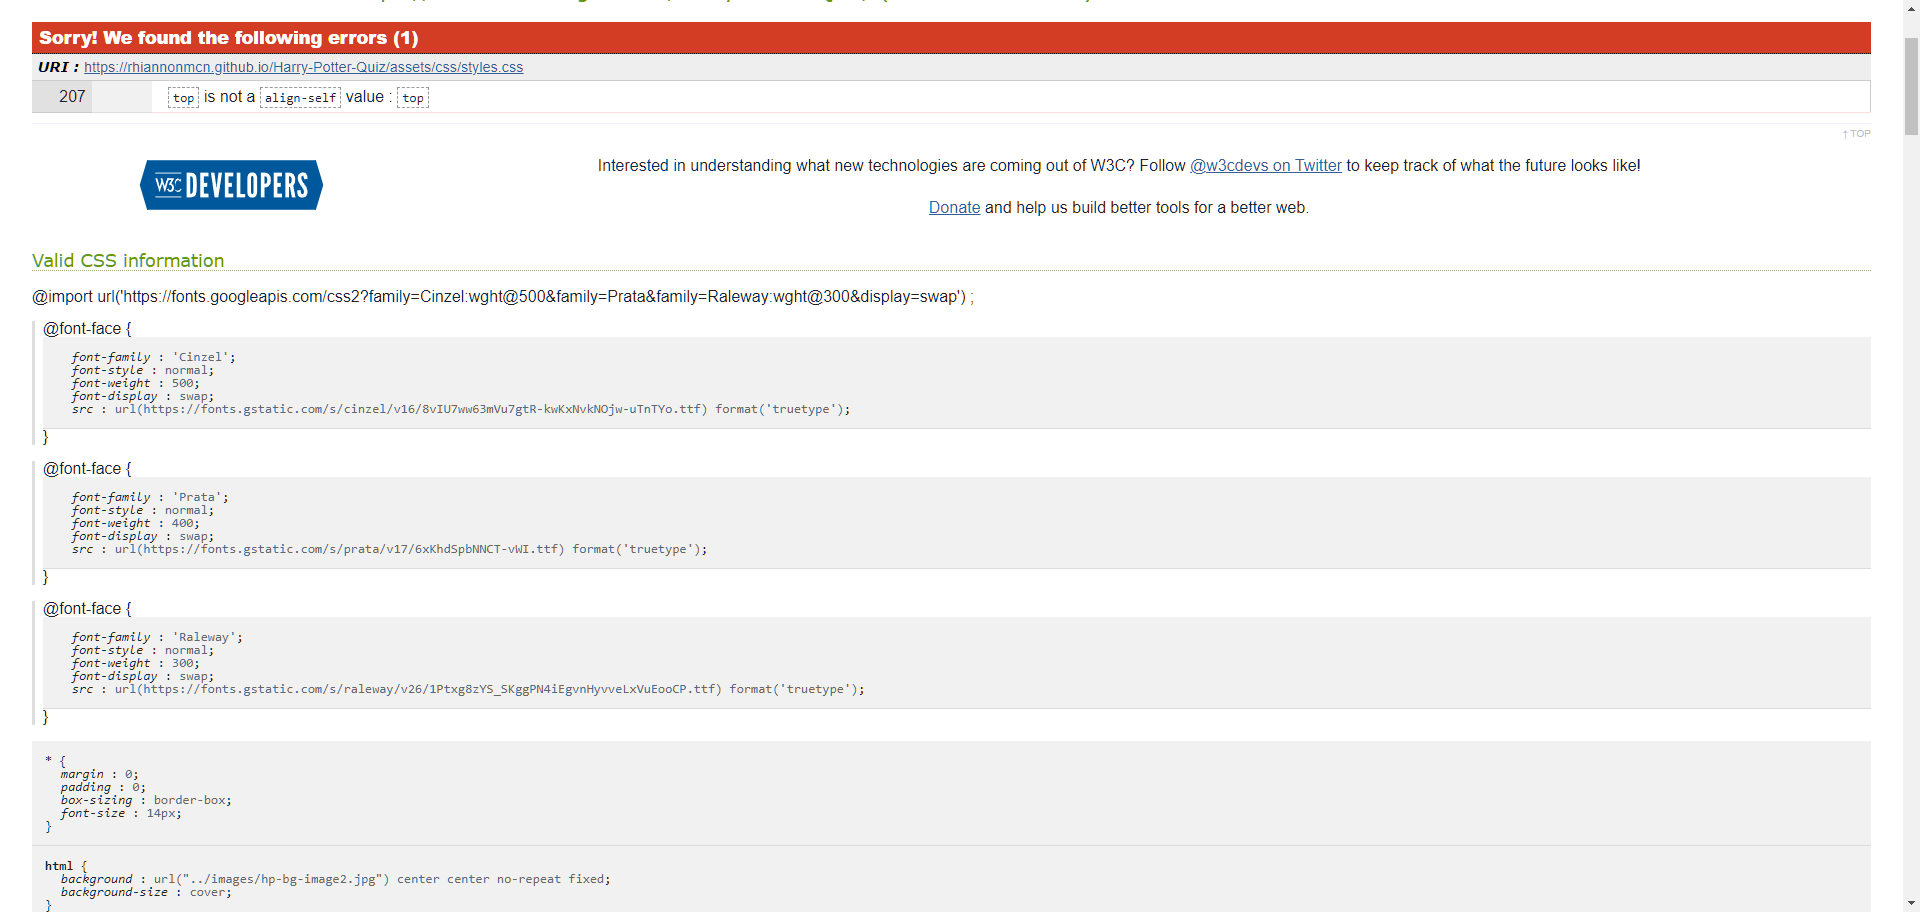 Sorry! We found the following errors (1)
URI : https://rhiannonmcn.github.io/Harry-Potter-Quiz/assets/css/styles.css
207 top is not a align-self value : top
↑ TOP
W3C DEVELOPERS
Interested in understanding what new technologies are coming out of W3C? Follow @w3cdevs on Twitter to keep track of what the future looks like!
Donate and help us build better tools for a better web.
Valid CSS information
@import url('https://fonts.googleapis.com/css2?family=Cinzel:wght@500&family=Prata&family=Raleway:wght@300&display=swap') ;
@font-face {
font-family : 'Cinzel';
font-style : normal;
font-weight : 500;
font-display : swap;
src : url(https://fonts.gstatic.com/s/cinzel/v16/8vIU7ww63mVu7gtR-kwKxNvkNOjw-uTnTYo.ttf) format('truetype');
}
@font-face {
font-family : 'Prata';
font-style : normal;
font-weight : 400;
font-display : swap;
src : url(https://fonts.gstatic.com/s/prata/v17/6xKhdSpbNNCT-vWI.ttf) format('truetype');
}
@font-face {
font-family : 'Raleway';
font-style : normal;
font-weight : 300;
font-display : swap;
src : url(https://fonts.gstatic.com/s/raleway/v26/1Ptxg8zYS_SKggPN4iEgvnHyvveLxVuEooCP.ttf) format('truetype');
}
* {
margin : 0;
padding : 0;
box-sizing : border-box;
font-size : 14px;
}
html {
background : url("../images/hp-bg-image2.jpg") center center no-repeat fixed;
background-size : cover;
}